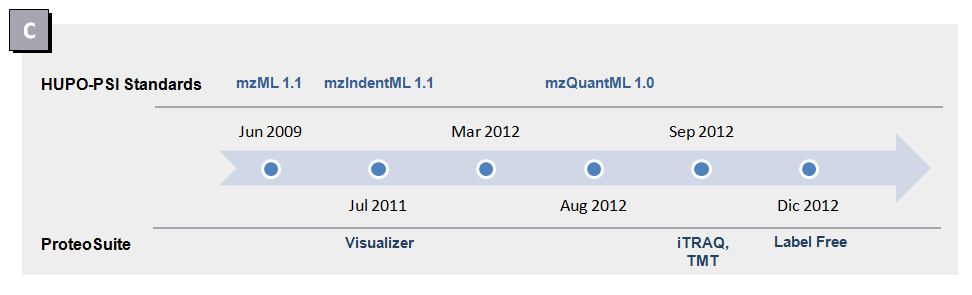 C
HUPO-PSI Standards mzML 1.1 mzIndentML 1.1 mzQuantML 1.0
Jun 2009 Mar 2012 Sep 2012
Jul 2011 Aug 2012 Dic 2012
ProteoSuite Visualizer iTRAQ, Label Free
TMT